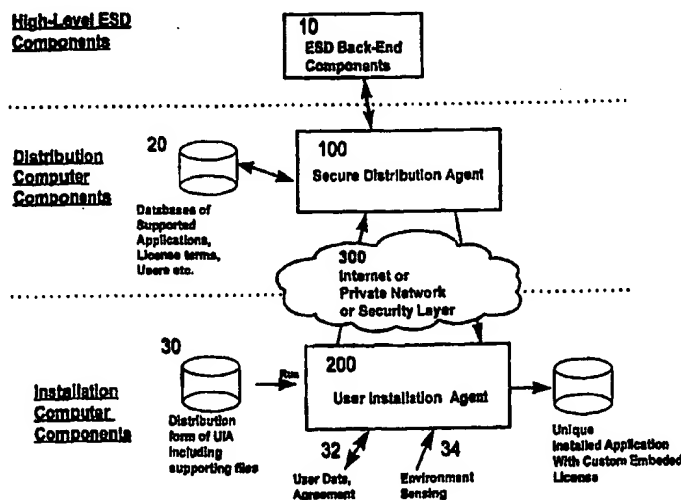 High-Level ESD
Components
10
ESD Back-End
Components
Distribution
Computer
Components
20
Databases of
Supported
Applications,
License terms,
Users etc.
100
Secure Distribution Agent
300
Internet or
Private Network
or Security Layer
Installation
Computer
Components
30
Distribution
form of UIA
including
supporting files
Run
200
User Installation Agent
32
User Data,
Agreement
34
Environment
Sensing
Unique
Installed Application
With Custom Embeded
License